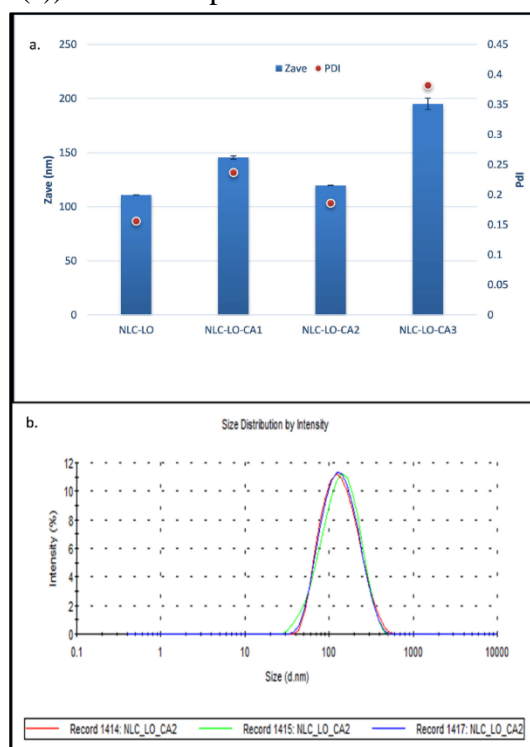 a.
Zave PDI
Zave (nm)
250
200
150
100
50
0
0.45
0.4
0.35
0.3
0.25
0.2
0.15
0.1
0.05
0
PdI
NLC-LO NLC-LO-CA1 NLC-LO-CA2 NLC-LO-CA3
b.
Size Distribution by Intensity
Intensity (%)
12
10
8
6
4
2
0
0.1 1 10 100 1000 10000
Size (d.nm)
Record 1414: NLC_LO_CA2 Record 1415: NLC_LO_CA2 Record 1417: NLC_LO_CA2